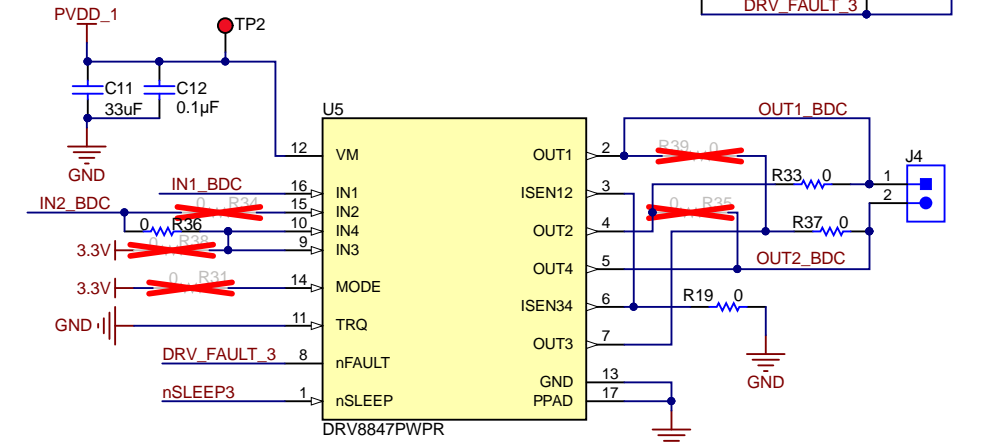 PVDD_1
TP2
DRV_FAULT_3
C11
33uF
C12
0.1µF
GND
U5
12 VM
16 IN1
15 IN2
10 IN4
9 IN3
14 MODE
11 TRQ
8 nFAULT
1 nSLEEP
IN1_BDC
IN2_BDC
0 R34
0 R36
3.3V 0 R38
3.3V 0 R31
GND
DRV_FAULT_3
nSLEEP3
OUT1 2
ISEN12 3
OUT2 4
OUT4 5
ISEN34 6
OUT3 7
GND 13
PPAD 17
DRV8847PWPR
OUT1_BDC
R39 0
R33 0
0 R35
R37 0
OUT2_BDC
R19 0
GND
J4
1
2